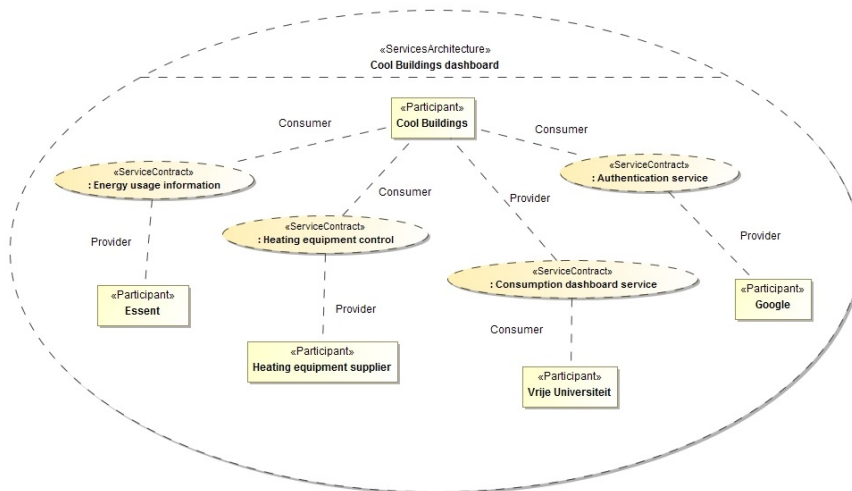 «ServicesArchitecture»
Cool Buildings dashboard
«Participant»
Cool Buildings
Consumer
Consumer
«ServiceContract»
: Energy usage information
«ServiceContract»
: Authentication service
Consumer
Provider
«ServiceContract»
: Heating equipment control
Provider
Provider
«ServiceContract»
: Consumption dashboard service
«Participant»
Essent
«Participant»
Google
Provider
Consumer
«Participant»
Heating equipment supplier
«Participant»
Vrije Universiteit